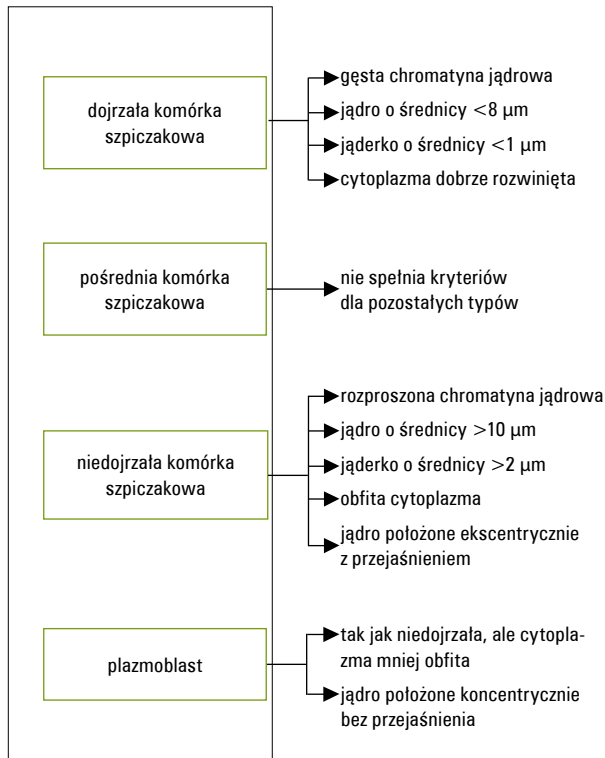 dojrzała komórka
szpiczakowa
gęsta chromatyna jądrowa
jądro o średnicy <8 µm
jąderko o średnicy <1 µm
cytoplazma dobrze rozwinięta
pośrednia komórka
szpiczakowa
nie spełnia kryteriów
dla pozostałych typów
niedojrzała komórka
szpiczakowa
rozproszona chromatyna jądrowa
jądro o średnicy >10 µm
jąderko o średnicy >2 µm
obfita cytoplazma
jądro położone ekscentrycznie
z przejaśnieniem
plazmoblast
tak jak niedojrzała, ale cytopla-
zma mniej obfita
jądro położone koncentrycznie
bez przejaśnienia